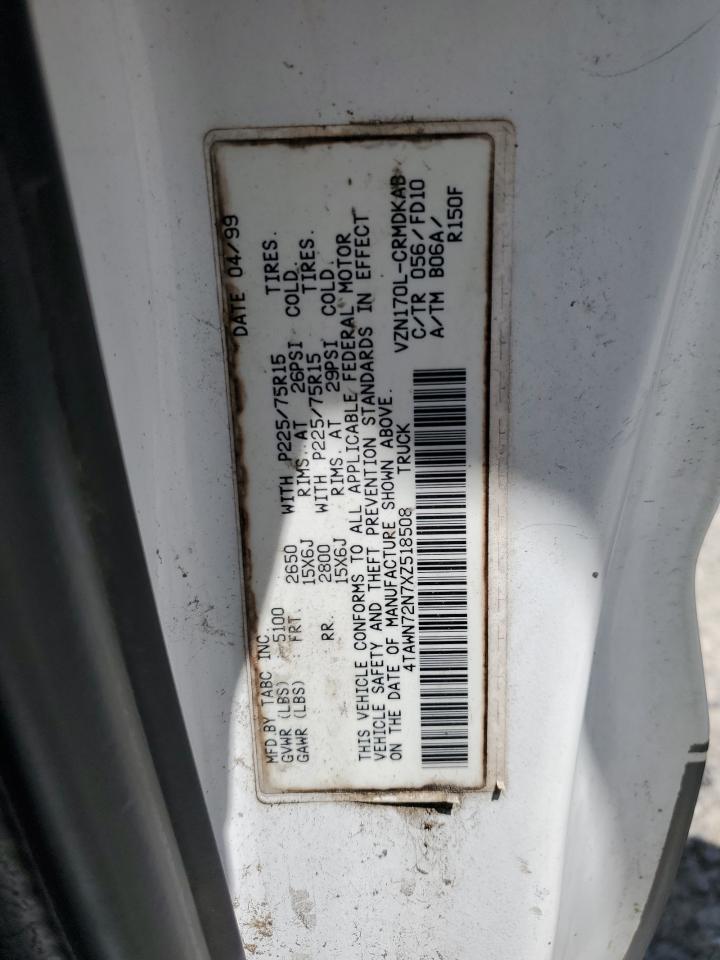 DATE 04/99
MFD BY TABC INC
GVWR (LBS) 5100 WITH P225/75R15 TIRES.
GAWR (LBS) FRT. 2650 RIMS. AT 26PSI COLD.
15X6J WITH P225/75R15 TIRES.
RR. 2800 RIMS. AT 29PSI COLD.
15X6J
THIS VEHICLE CONFORMS TO ALL APPLICABLE FEDERAL MOTOR
VEHICLE SAFETY AND THEFT PREVENTION STANDARDS IN EFFECT
ON THE DATE OF MANUFACTURE SHOWN ABOVE.
4TAWN72N7XZ518508 TRUCK
VZN170L-CRMDKAB
C/TR 056/FD10
A/TM B06A/
R150F